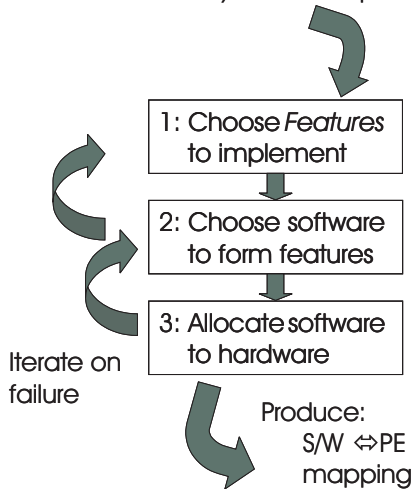 1: Choose Features
to implement
2: Choose software
to form features
3: Allocate software
to hardware
Iterate on
failure
Produce:
S/W ⇔PE
mapping